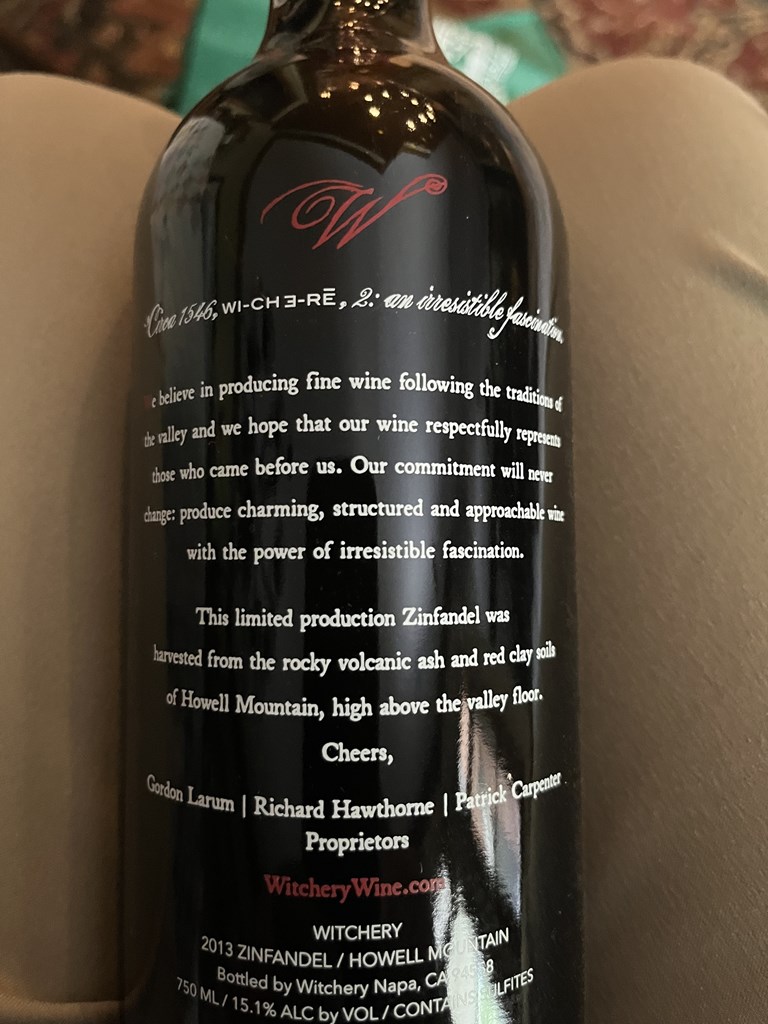 W
Circa 1546, WI-CHƎ-RĒ, 2: an irresistible fascination.
We believe in producing fine wine following the traditions of
the valley and we hope that our wine respectfully represents
those who came before us. Our commitment will never
change: produce charming, structured and approachable wine
with the power of irresistible fascination.
This limited production Zinfandel was
harvested from the rocky volcanic ash and red clay soils
of Howell Mountain, high above the valley floor.
Cheers,
Gordon Larum | Richard Hawthorne | Patrick Carpenter
Proprietors
WitcheryWine.com
WITCHERY
2013 ZINFANDEL / HOWELL MOUNTAIN
Bottled by Witchery Napa, CA 94558
750 ML / 15.1% ALC by VOL / CONTAINS SULFITES